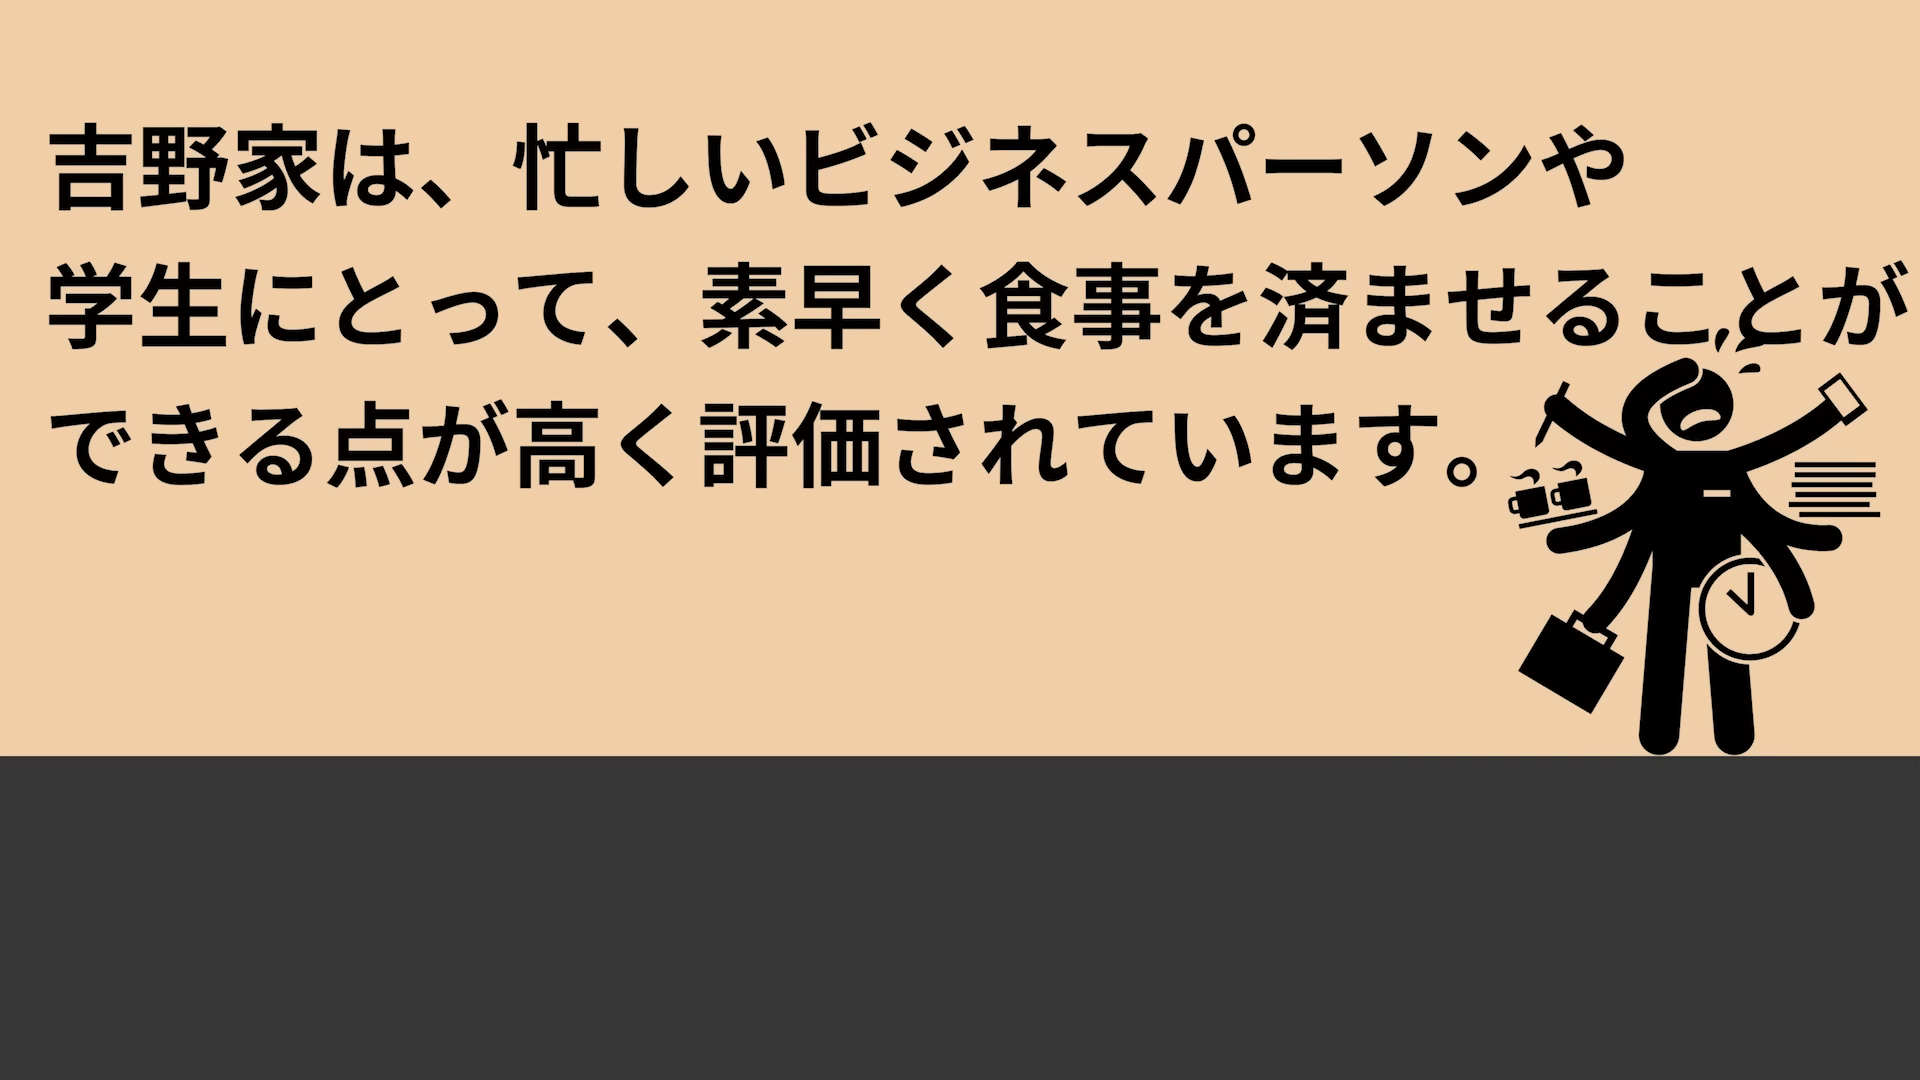 吉野家は、忙しいビジネスパーソンや
学生にとって、素早く食事を済ませることが
できる点が高く評価されています。